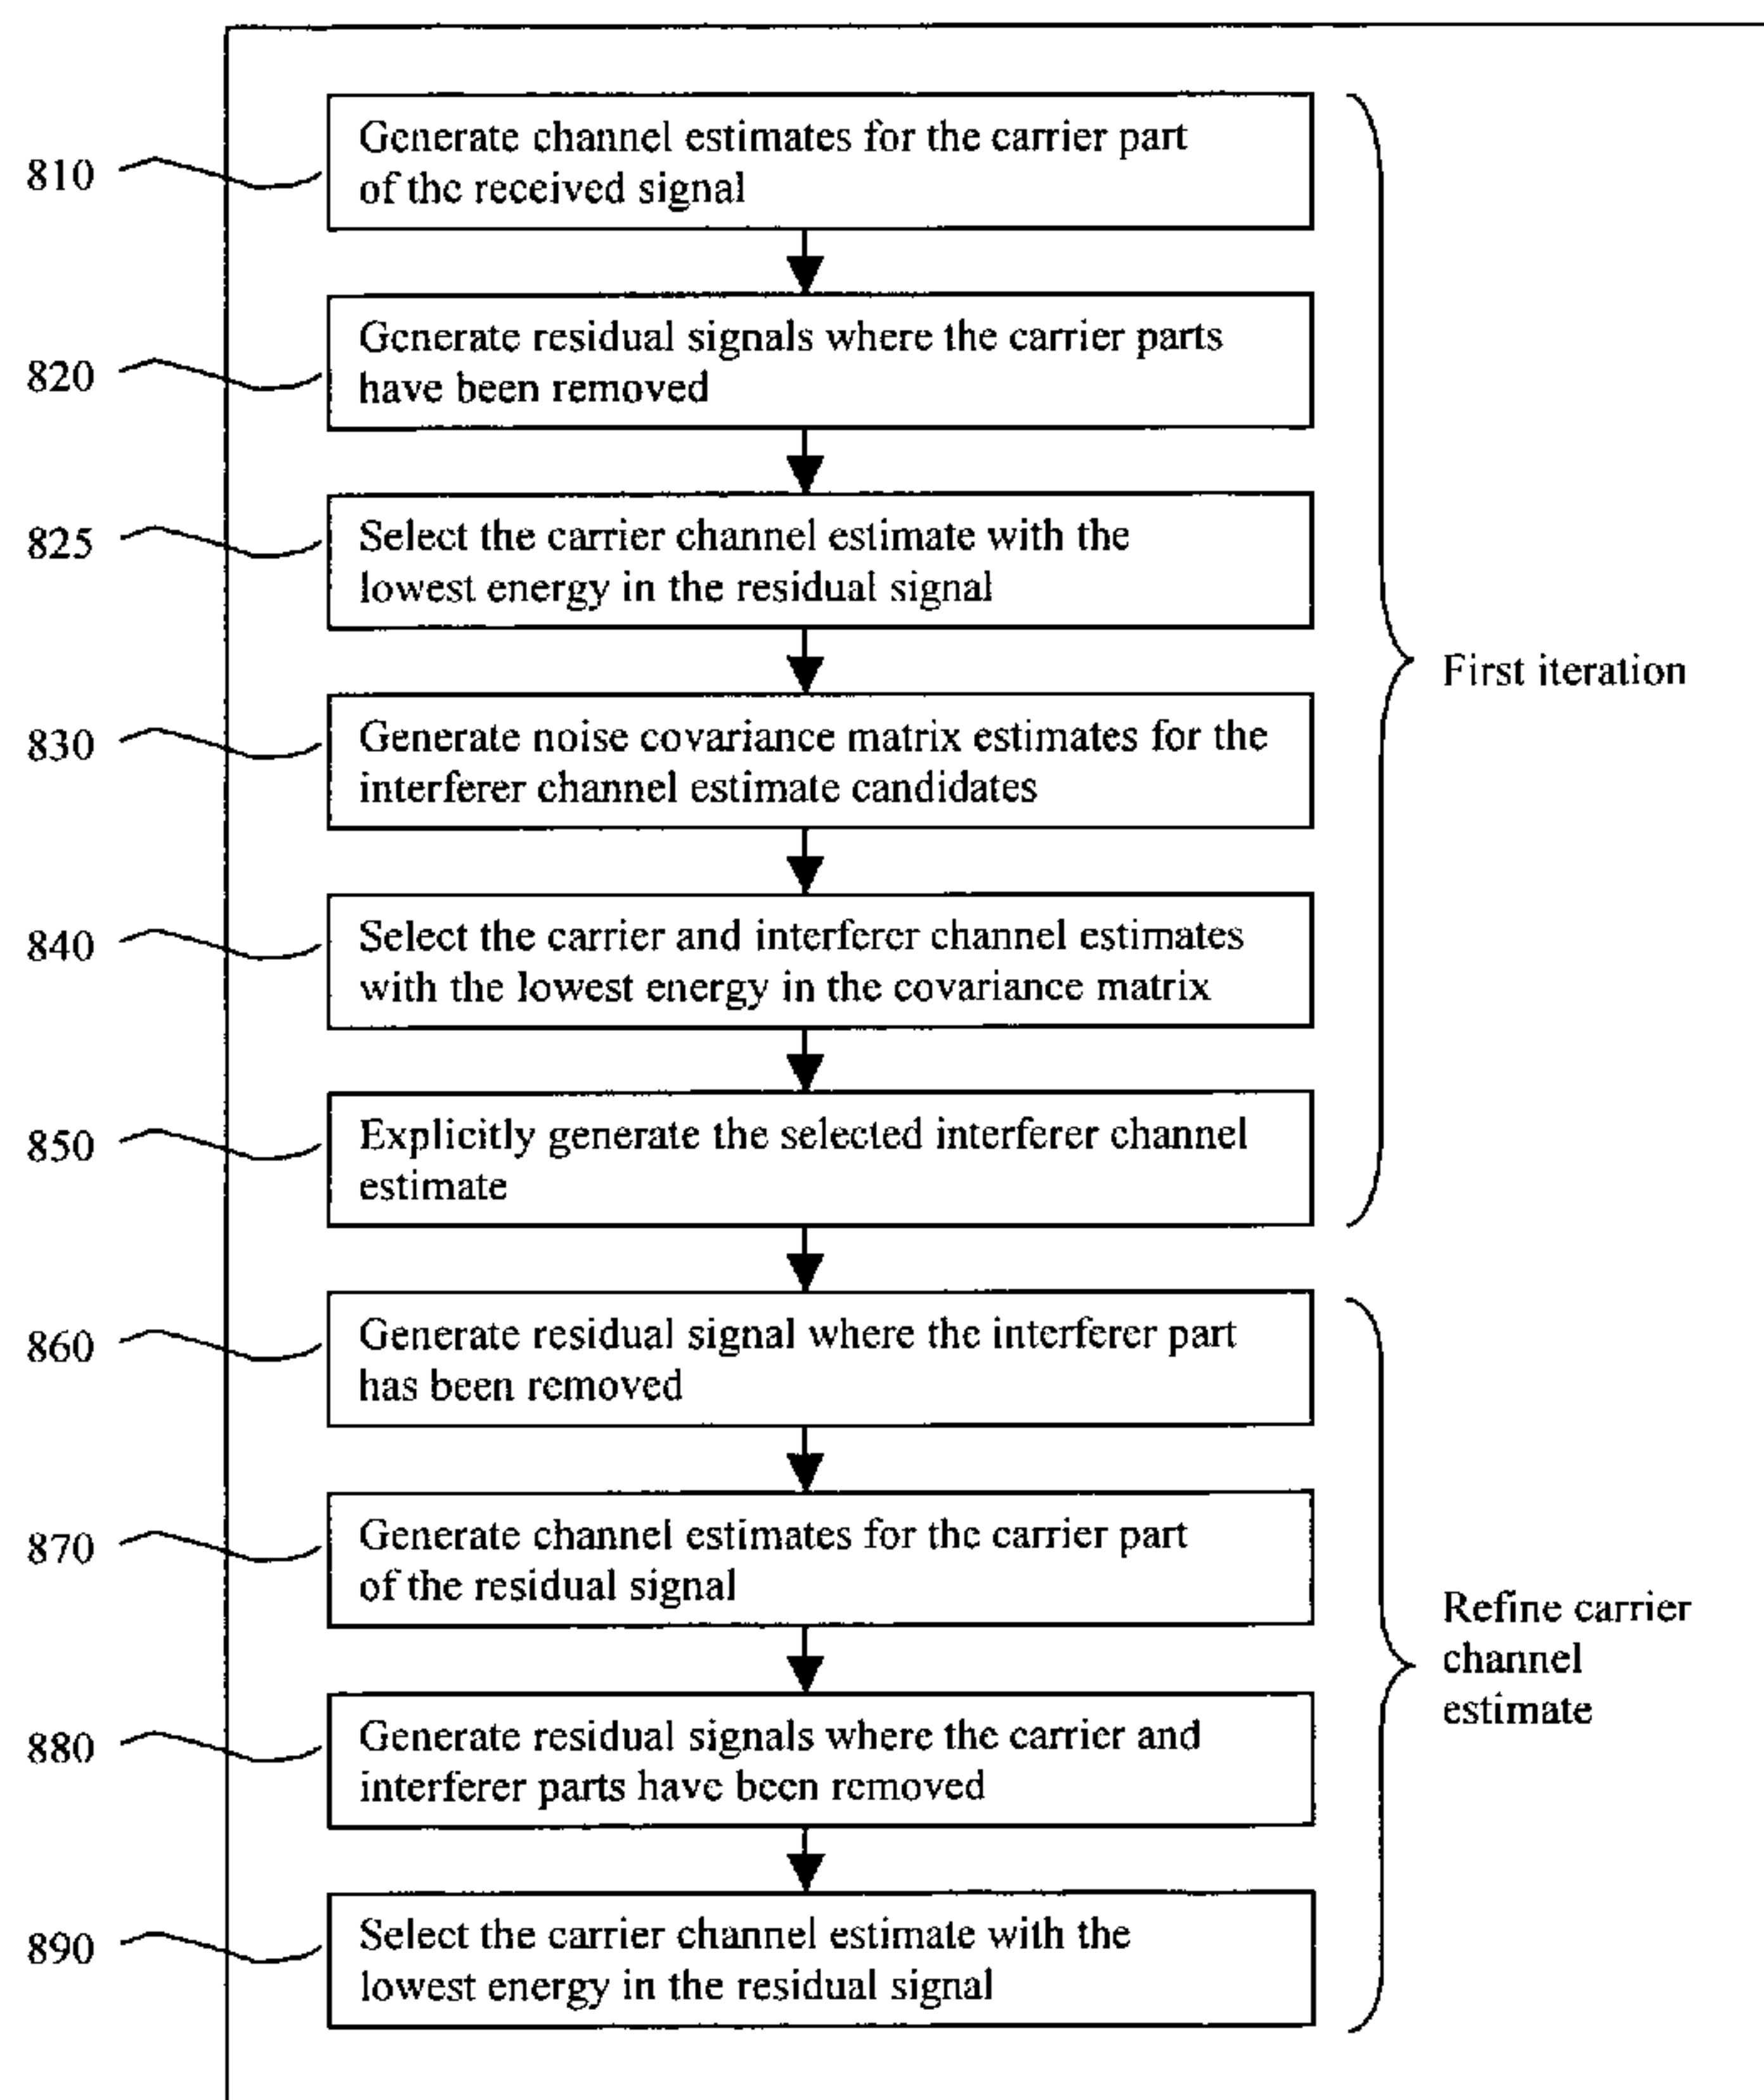 810
Generate channel estimates for the carrier part
of the received signal
820
Generate residual signals where the carrier parts
have been removed
825
Select the carrier channel estimate with the
lowest energy in the residual signal
First iteration
830
Generate noise covariance matrix estimates for the
interferer channel estimate candidates
840
Select the carrier and interferer channel estimates
with the lowest energy in the covariance matrix
850
Explicitly generate the selected interferer channel
estimate
860
Generate residual signal where the interferer part
has been removed
870
Generate channel estimates for the carrier part
of the residual signal
Refine carrier
channel
estimate
880
Generate residual signals where the carrier and
interferer parts have been removed
890
Select the carrier channel estimate with the
lowest energy in the residual signal